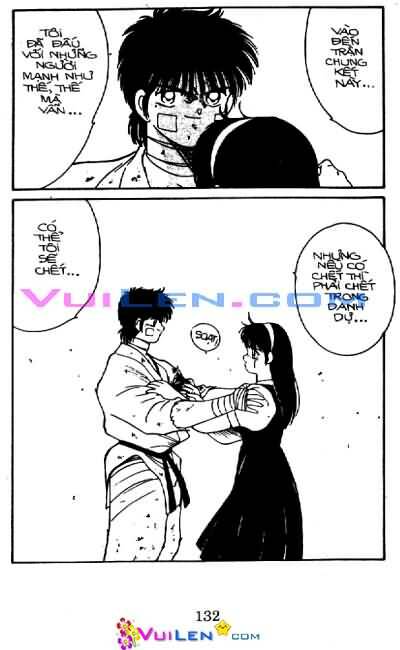 VÀO
ĐẾN
TRẬN
CHUNG
KẾT
NÀY...
TÔI
ĐÃ ĐẤU
VỚI NHỮNG
NGƯỜI
MẠNH NHƯ
THẾ, THẾ
MÀ
VẪN...
NHƯNG
NẾU CÓ
CHẾT THÌ
PHẢI CHẾT
TRONG
DANH
DỰ...
CÓ
THỂ,
TÔI
SẼ
CHẾT...
SOẠT
VuiLen.com
132
VuiLen
.com